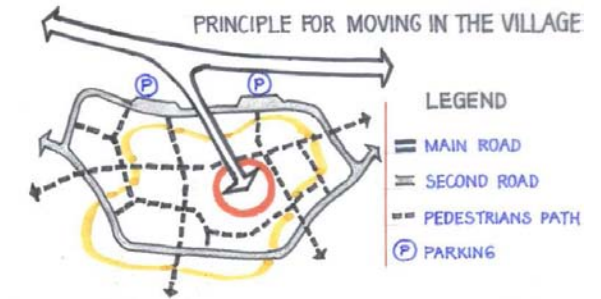 PRINCIPLE FOR MOVING IN THE VILLAGE
P
P
LEGEND
MAIN ROAD
SECOND ROAD
PEDESTRIANS PATH
P PARKING